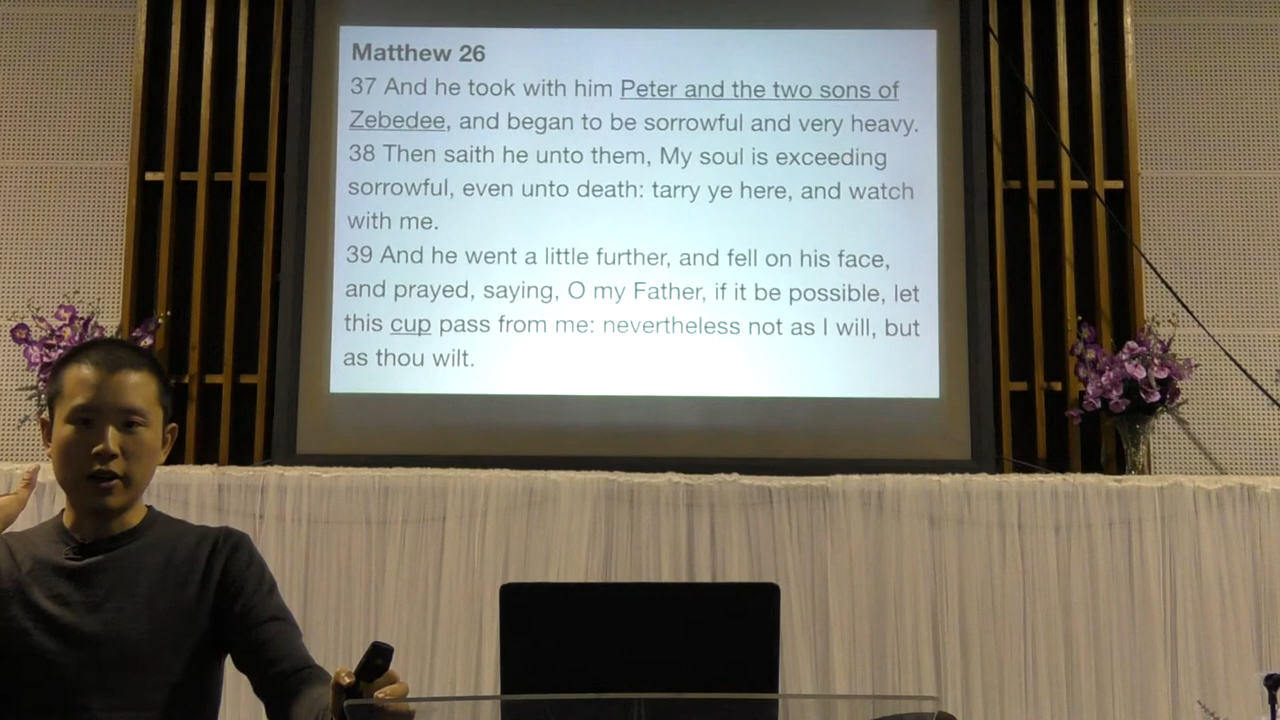 Matthew 26
37 And he took with him Peter and the two sons of
Zebedee, and began to be sorrowful and very heavy.
38 Then saith he unto them, My soul is exceeding
sorrowful, even unto death: tarry ye here, and watch
with me.
39 And he went a little further, and fell on his face,
and prayed, saying, O my Father, if it be possible, let
this cup pass from me: nevertheless not as I will, but
as thou wilt.